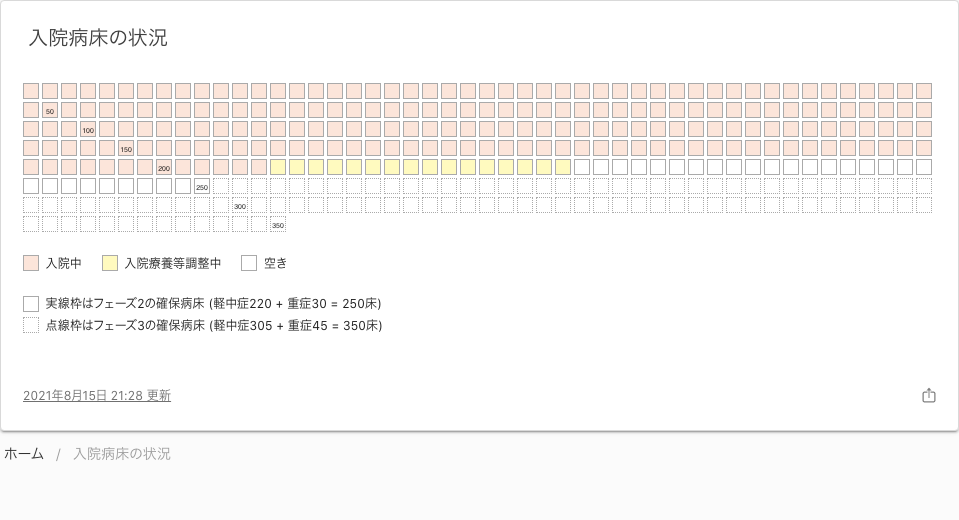 入院病床の状況
50
100
150
200
250
300
350
入院中 入院療養等調整中 空き
実線枠はフェーズ2の確保病床 (軽中症220 + 重症30 = 250床)
点線枠はフェーズ3の確保病床 (軽中症305 + 重症45 = 350床)
2021年8月15日 21:28 更新
ホーム / 入院病床の状況